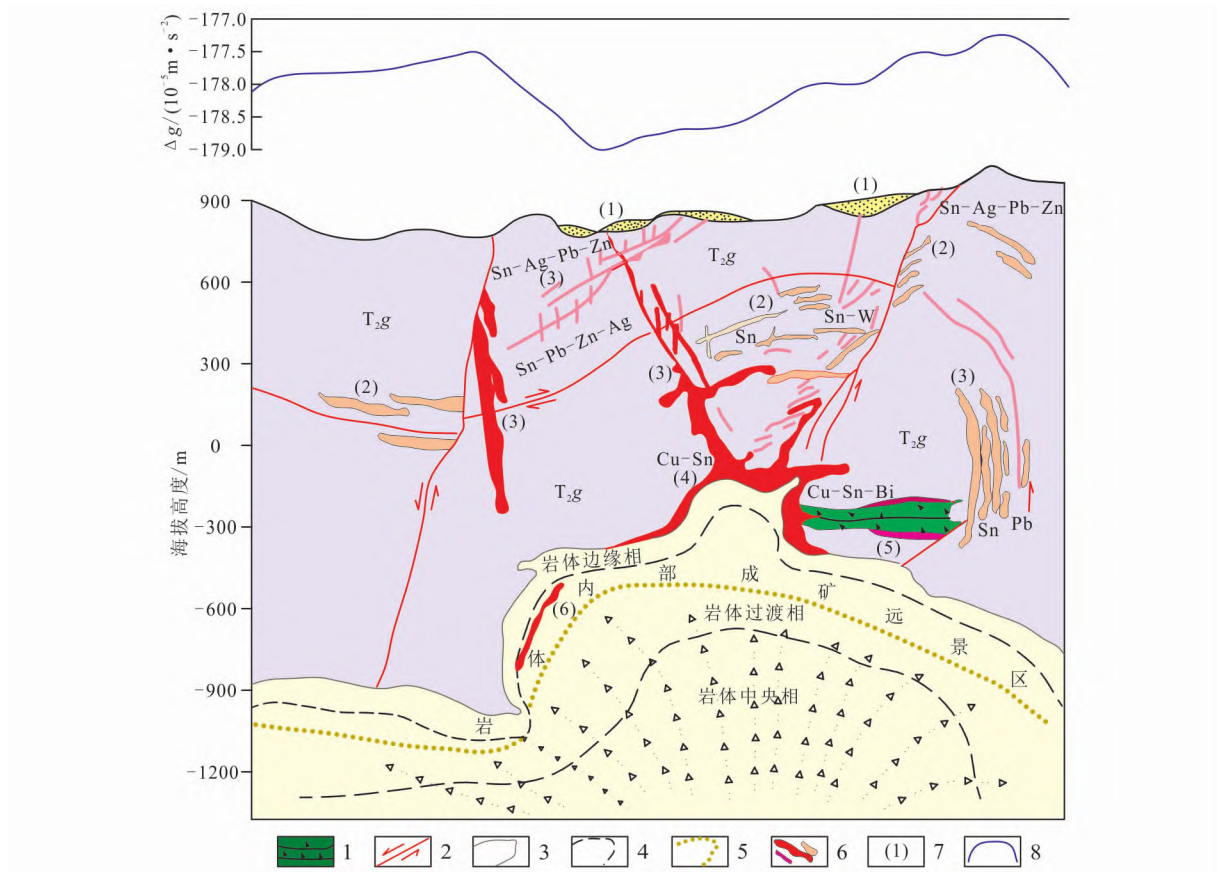 Δg/(10⁻⁵m·s⁻²)
-177.0
-177.5
-178.0
-178.5
-179.0
海拔高度/m
900
600
300
0
-300
-600
-900
-1200
(1)
(1)
Sn-Ag-Pb-Zn
(2)
Sn-Ag-Pb-Zn
(3)
T₂g
T₂g
(2)
Sn-W
Sn
Sn-Pb-Zn-Ag
(2)
(3)
(3)
(3)
T₂g
Cu-Sn
(4)
T₂g
Cu-Sn-Bi
Sn
Pb
(5)
岩体边缘相
岩体内部成矿远景区
(6)
岩体过渡相
岩体中央相
1
2
3
4
5
6
(1) 7
8